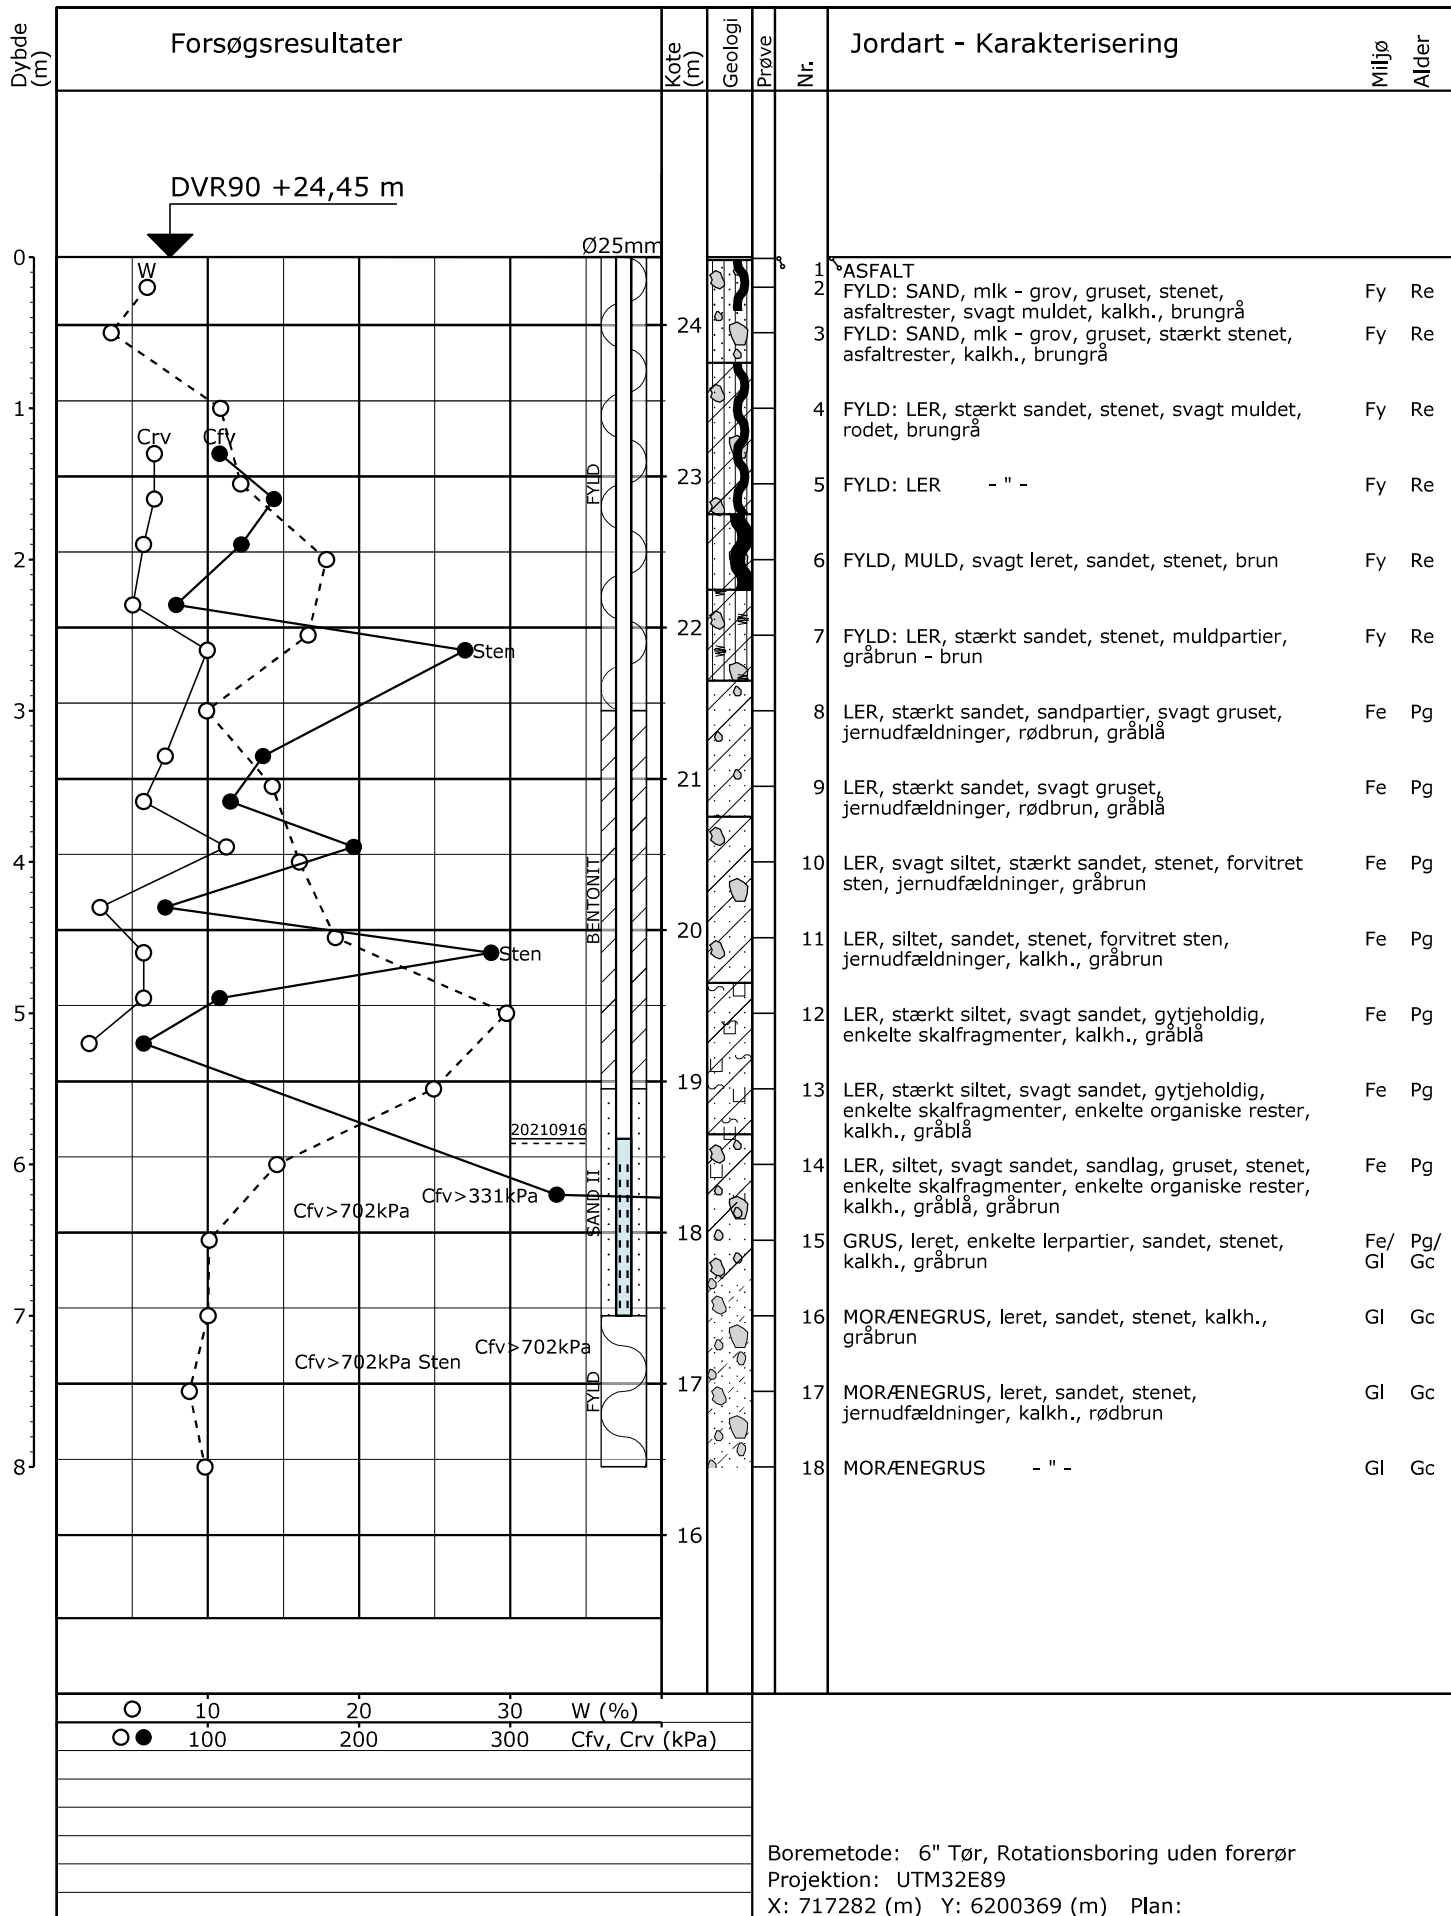 Dybde (m)
Forsøgsresultater
Kote (m)
Geologi
Prøve
Nr.
Jordart - Karakterisering
Miljø
Alder
DVR90 +24,45 m
Ø25mm
0
W
1 ASFALT
2 FYLD: SAND, mlk - grov, gruset, stenet, Fy Re
asfaltrester, svagt muldet, kalkh., brungrå
24
3 FYLD: SAND, mlk - grov, gruset, stærkt stenet, Fy Re
asfaltrester, kalkh., brungrå
1
4 FYLD: LER, stærkt sandet, stenet, svagt muldet, Fy Re
rodet, brungrå
Crv Cfv
FYLD
23
5 FYLD: LER - " - Fy Re
2
6 FYLD, MULD, svagt leret, sandet, stenet, brun Fy Re
22
7 FYLD: LER, stærkt sandet, stenet, muldpartier, Fy Re
gråbrun - brun
Sten
3
8 LER, stærkt sandet, sandpartier, svagt gruset, Fe Pg
jernudfældninger, rødbrun, gråblå
21
9 LER, stærkt sandet, svagt gruset, Fe Pg
jernudfældninger, rødbrun, gråblå
4
BENTONIT
10 LER, svagt siltet, stærkt sandet, stenet, forvitret Fe Pg
sten, jernudfældninger, gråbrun
20
11 LER, siltet, sandet, stenet, forvitret sten, Fe Pg
jernudfældninger, kalkh., gråbrun
Sten
5
12 LER, stærkt siltet, svagt sandet, gytjeholdig, Fe Pg
enkelte skalfragmenter, kalkh., gråblå
19
13 LER, stærkt siltet, svagt sandet, gytjeholdig, Fe Pg
enkelte skalfragmenter, enkelte organiske rester,
kalkh., gråblå
20210916
6
14 LER, siltet, svagt sandet, sandlag, gruset, stenet, Fe Pg
enkelte skalfragmenter, enkelte organiske rester,
kalkh., gråblå, gråbrun
Cfv>331kPa
Cfv>702kPa
SAND II
18
15 GRUS, leret, enkelte lerpartier, sandet, stenet, Fe/ Pg/
kalkh., gråbrun Gl Gc
7
16 MORÆNEGRUS, leret, sandet, stenet, kalkh., Gl Gc
gråbrun
Cfv>702kPa
Cfv>702kPa Sten
FYLD
17
17 MORÆNEGRUS, leret, sandet, stenet, Gl Gc
jernudfældninger, kalkh., rødbrun
8
18 MORÆNEGRUS - " - Gl Gc
16
10 20 30 W (%)
100 200 300 Cfv, Crv (kPa)
Boremetode: 6" Tør, Rotationsboring uden forerør
Projektion: UTM32E89
X: 717282 (m) Y: 6200369 (m) Plan: